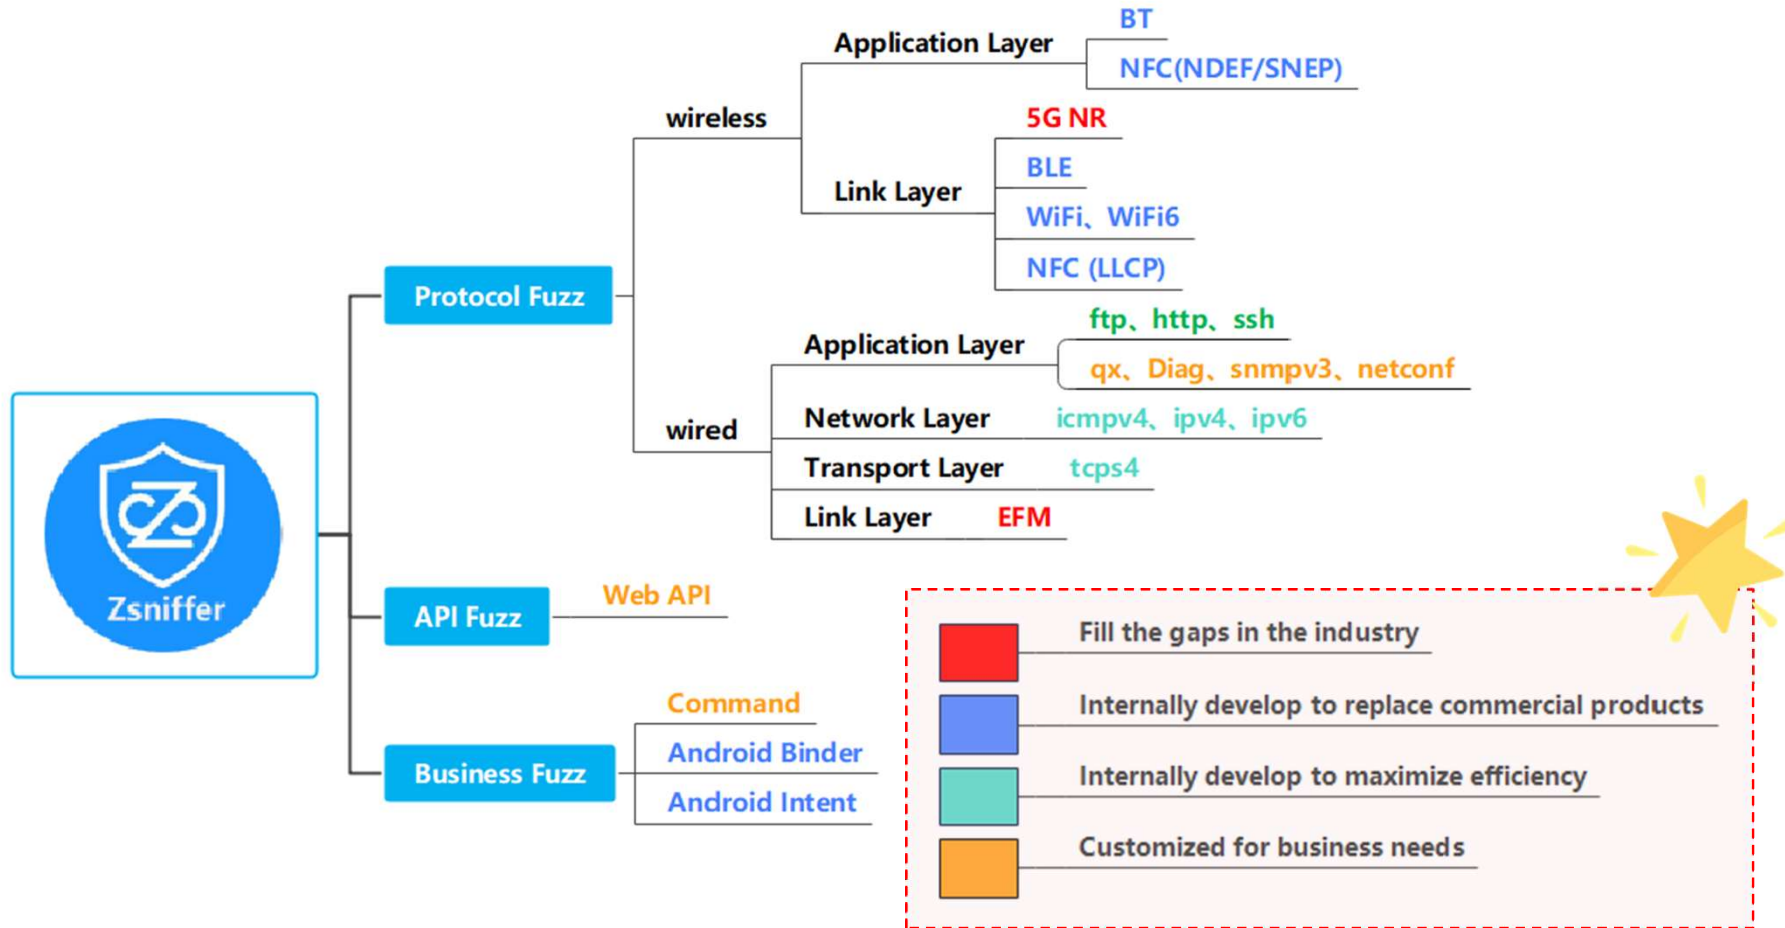 Zsniffer
Protocol Fuzz
wireless
Application Layer
BT
NFC(NDEF/SNEP)
Link Layer
5G NR
BLE
WiFi、WiFi6
NFC (LLCP)
wired
Application Layer
ftp、http、ssh
qx、Diag、snmpv3、netconf
Network Layer
icmpv4、ipv4、ipv6
Transport Layer
tcps4
Link Layer
EFM
API Fuzz
Web API
Business Fuzz
Command
Android Binder
Android Intent
Fill the gaps in the industry
Internally develop to replace commercial products
Internally develop to maximize efficiency
Customized for business needs